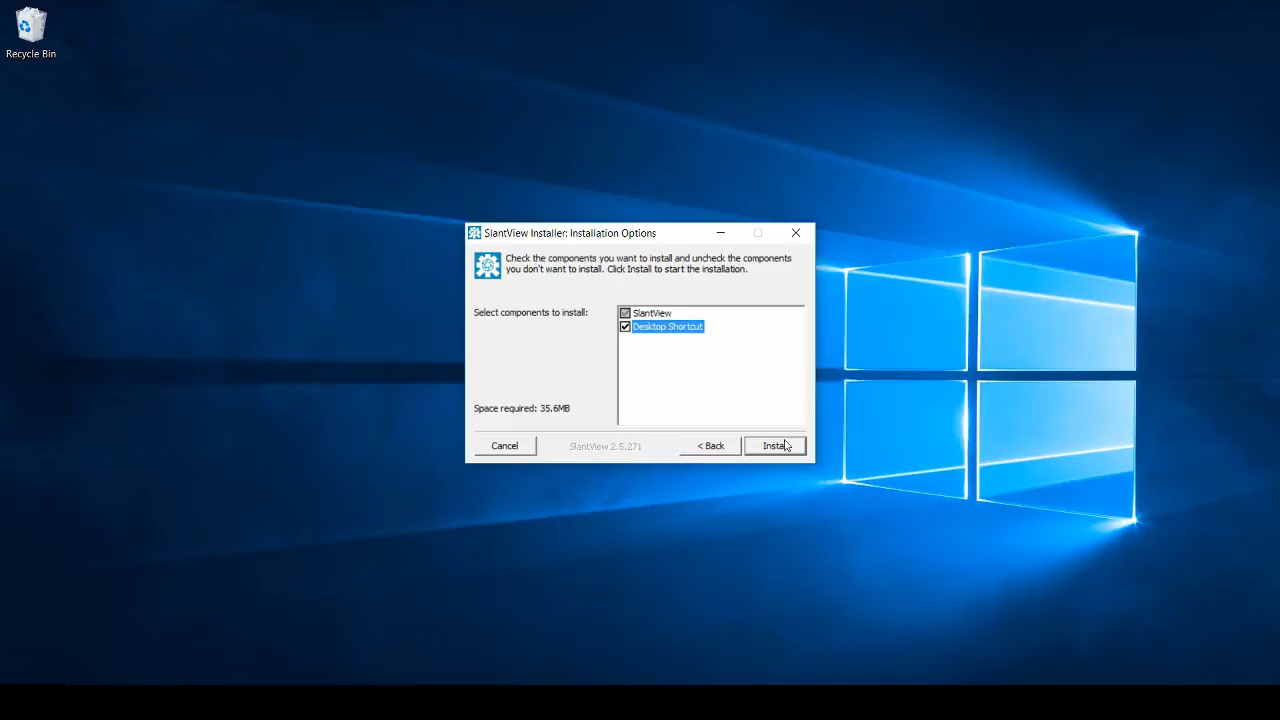 Recycle Bin
SlantView Installer: Installation Options
Check the components you want to install and uncheck the components
you don't want to install. Click Install to start the installation.
Select components to install:
SlantView
Desktop Shortcut
Space required: 35.6MB
Cancel
SlantView 2.5.271
< Back
Install